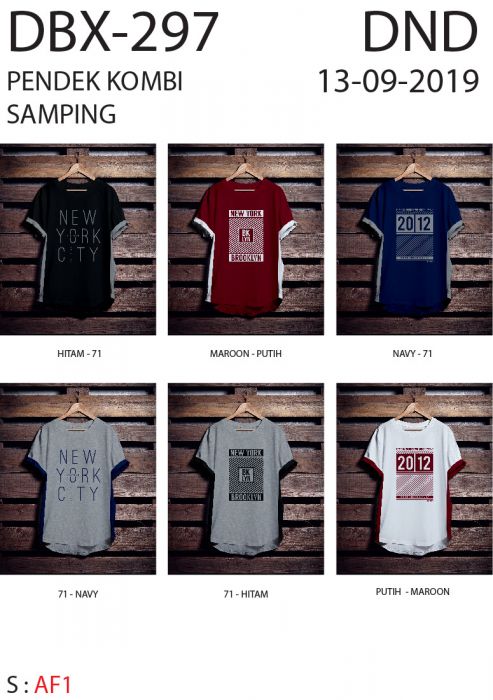 DBX-297
DND
PENDEK KOMBI
13-09-2019
SAMPING
NEW
YORK
CITY
NEW YORK
BK
LYN
BROOKLYN
2012
HITAM - 71
MAROON - PUTIH
NAVY - 71
NEW
YORK
CITY
NEW YORK
BK
LYN
BROOKLYN
2012
71 - NAVY
71 - HITAM
PUTIH - MAROON
S : AF1